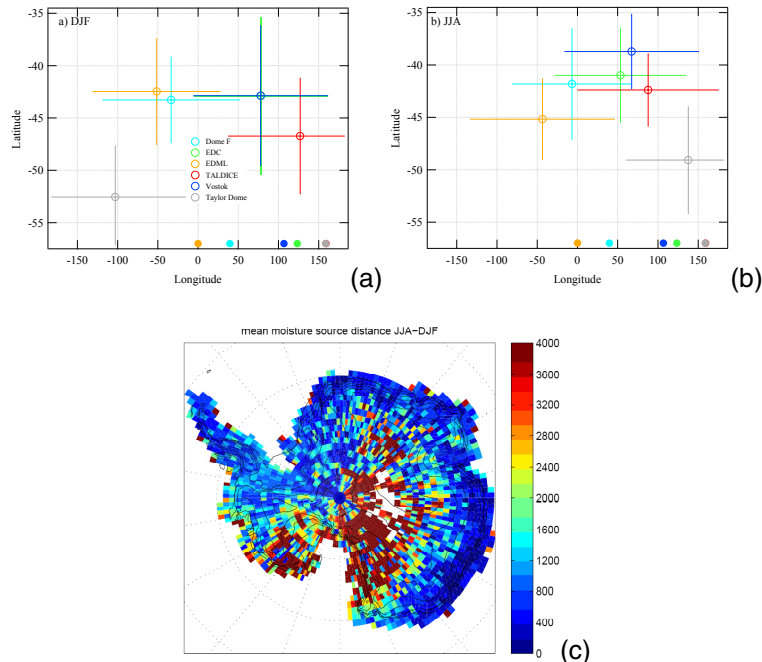 a) DJF
-35
-40
-45
-50
-55
Latitude
Dome F
EDC
EDML
TALDICE
Vostok
Taylor Dome
-150 -100 -50 0 50 100 150
Longitude
(a)
b) JJA
-35
-40
-45
-50
-55
Latitude
-150 -100 -50 0 50 100 150
Longitude
(b)
mean moisture source distance JJA-DJF
4000
3600
3200
2800
2400
2000
1600
1200
800
400
0
(c)